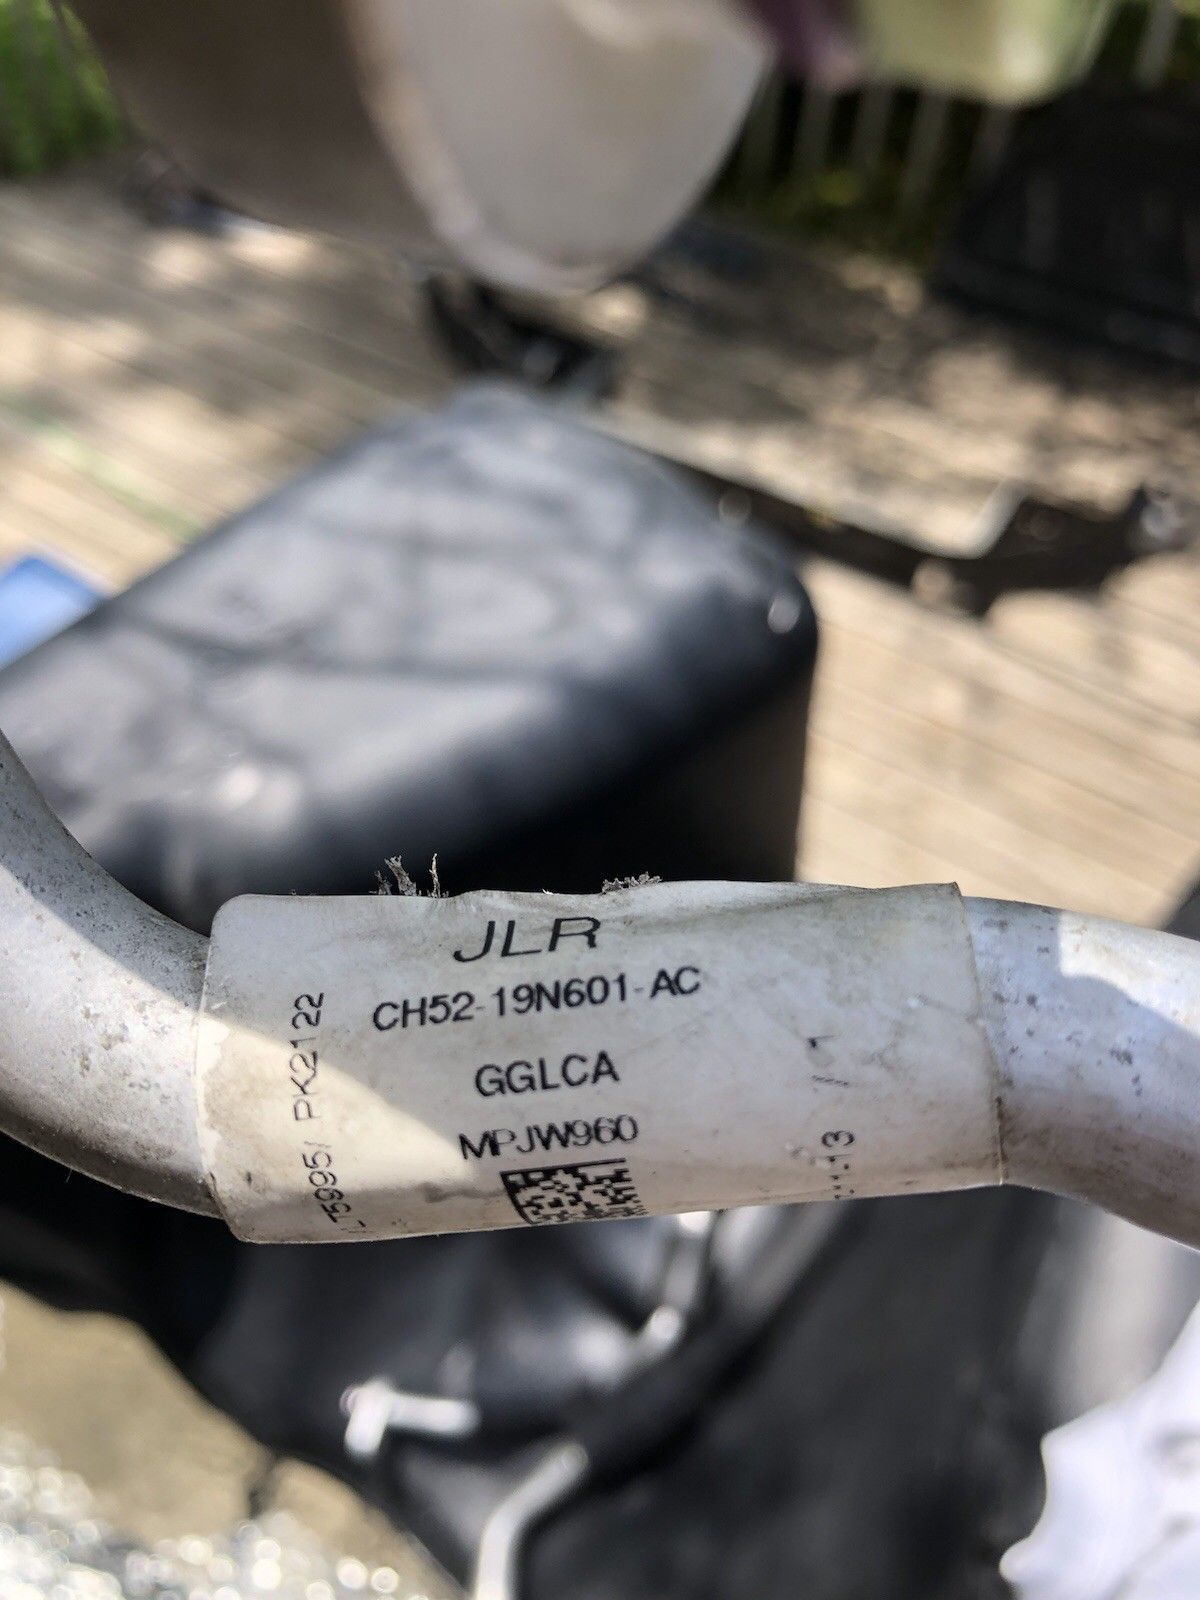 JLR
CH52-19N601-AC
GGLCA
MPJW960
PK2122